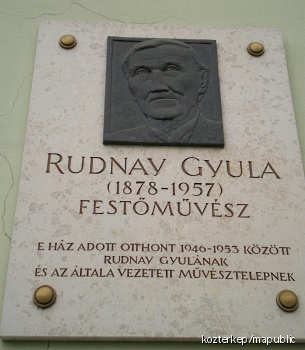 RUDNAY GYULA
(1878-1957)
FESTŐMŰVÉSZ
E HÁZ ADOTT OTTHONT 1946-1953 KÖZÖTT
RUDNAY GYULÁNAK
ÉS AZ ÁLTALA VEZETETT MŰVÉSZTELEPNEK
kozterkep/mapublic